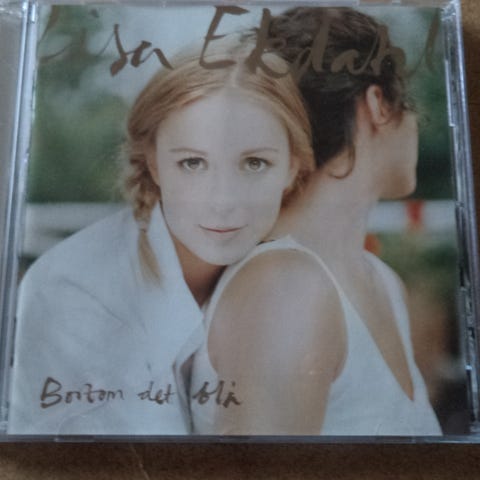 Lisa Ekdahl
Bortom det blå